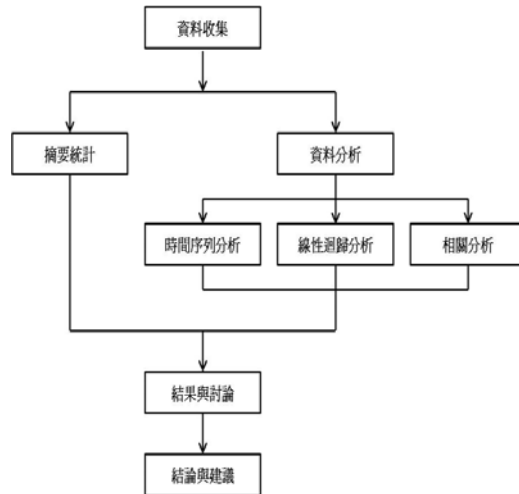 資料收集
摘要統計
資料分析
時間序列分析
線性迴歸分析
相關分析
結果與討論
結論與建議